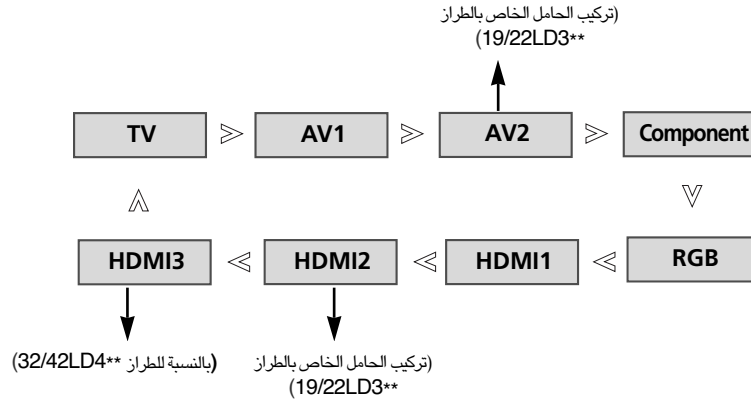 (تركيب الحامل الخاص بالطراز
(19/22LD3**
TV
AV1
AV2
Component
HDMI3
HDMI2
HDMI1
RGB
(بالنسبة للطراز **32/42LD4)
(تركيب الحامل الخاص بالطراز
(19/22LD3**